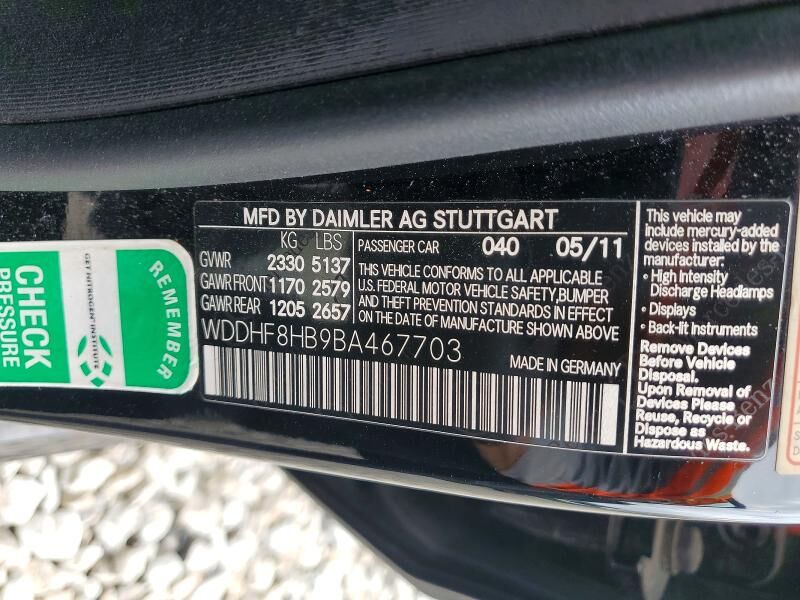 MFD BY DAIMLER AG STUTTGART
KG LBS
GVWR 2330 5137
GAWR FRONT 1170 2579
GAWR REAR 1205 2657
PASSENGER CAR 040 05/11
THIS VEHICLE CONFORMS TO ALL APPLICABLE
U.S. FEDERAL MOTOR VEHICLE SAFETY, BUMPER
AND THEFT PREVENTION STANDARDS IN EFFECT
ON THE DATE OF MANUFACTURE SHOWN ABOVE
WDDHF8HB9BA467703
MADE IN GERMANY
This vehicle may
include mercury-added
devices installed by the
manufacturer:
• High Intensity
Discharge Headlamps
• Displays
• Back-lit Instruments
Remove Devices
Before Vehicle
Disposal.
Upon Removal of
Devices Please
Reuse, Recycle or
Dispose as
Hazardous Waste.
CHECK
PRESSURE
GET NITROGEN INSTITUTE
REMEMBER